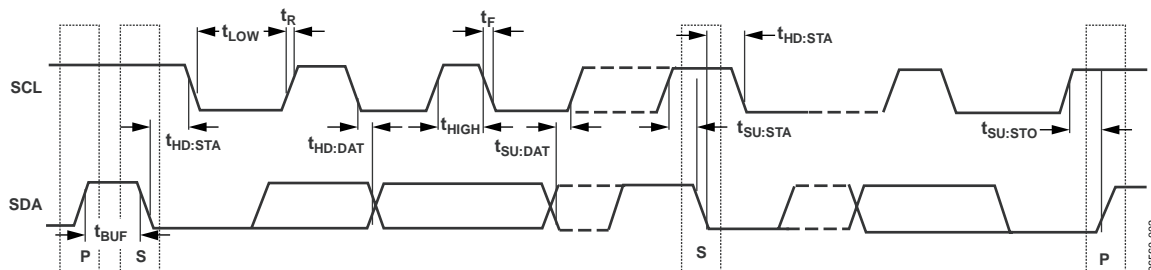 tR
tF
tLOW
tHD:STA
SCL
tHD:STA
tHD:DAT
tHIGH
tSU:DAT
tSU:STA
tSU:STO
SDA
tBUF
P
S
S
P